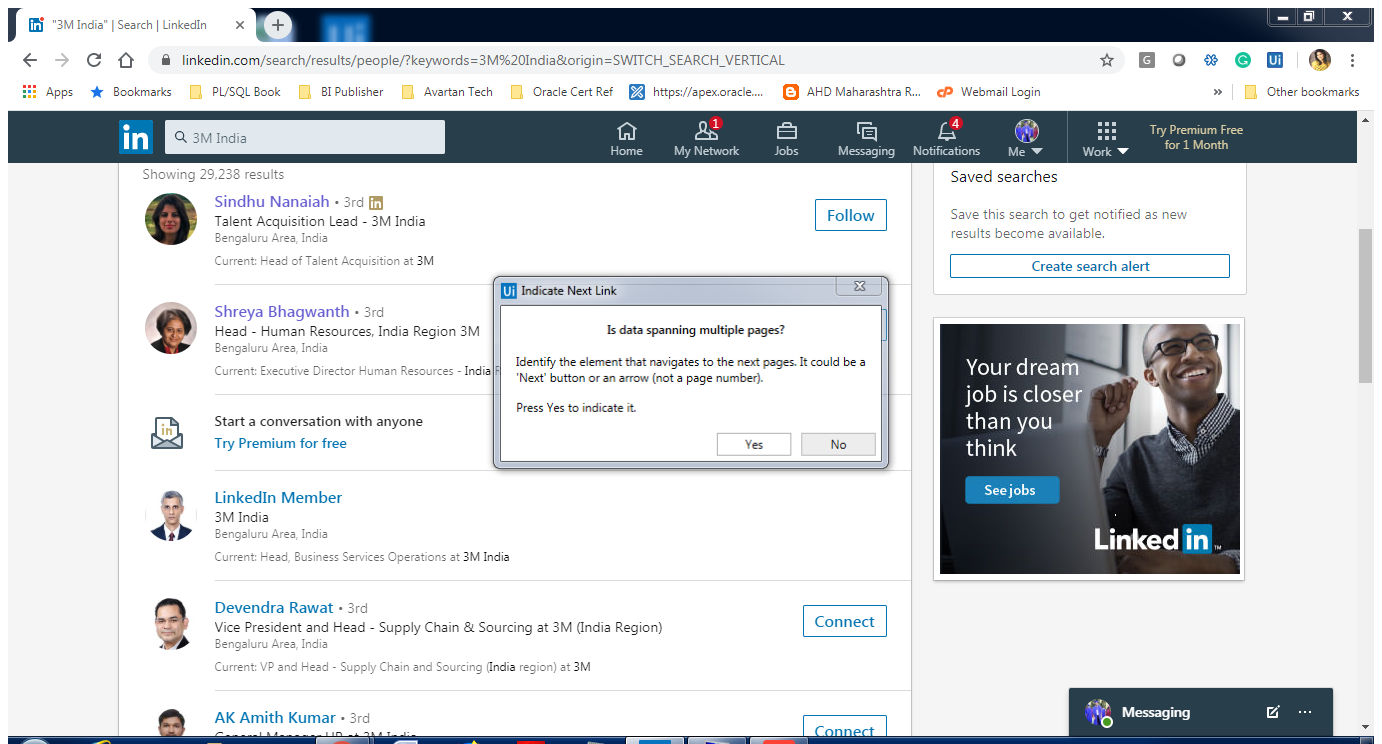 "3M India" | Search | LinkedIn
linkedin.com/search/results/people/?keywords=3M%20India&origin=SWITCH_SEARCH_VERTICAL
Apps Bookmarks PL/SQL Book BI Publisher Avartan Tech Oracle Cert Ref https://apex.oracle.... AHD Maharashtra R... Webmail Login » Other bookmarks
in 3M India
1 4
Home My Network Jobs Messaging Notifications Me Work
Try Premium Free
for 1 Month
Showing 29,238 results
Sindhu Nanaiah • 3rd in
Talent Acquisition Lead - 3M India
Bengaluru Area, India
Current: Head of Talent Acquisition at 3M
Follow
Shreya Bhagwanth • 3rd
Head - Human Resources, India Region 3M
Bengaluru Area, India
Current: Executive Director Human Resources - India
Start a conversation with anyone
Try Premium for free
LinkedIn Member
3M India
Bengaluru Area, India
Current: Head, Business Services Operations at 3M India
Devendra Rawat • 3rd
Vice President and Head - Supply Chain & Sourcing at 3M (India Region)
Bengaluru Area, India
Current: VP and Head - Supply Chain and Sourcing (India region) at 3M
Connect
AK Amith Kumar • 3rd
General Manager HR at 3M India
Connect
Ui Indicate Next Link
Is data spanning multiple pages?
Identify the element that navigates to the next pages. It could be a
'Next' button or an arrow (not a page number).
Press Yes to indicate it.
Yes No
Saved searches
Save this search to get notified as new
results become available.
Create search alert
Your dream
job is closer
than you
think
See jobs
Linked in
Messaging